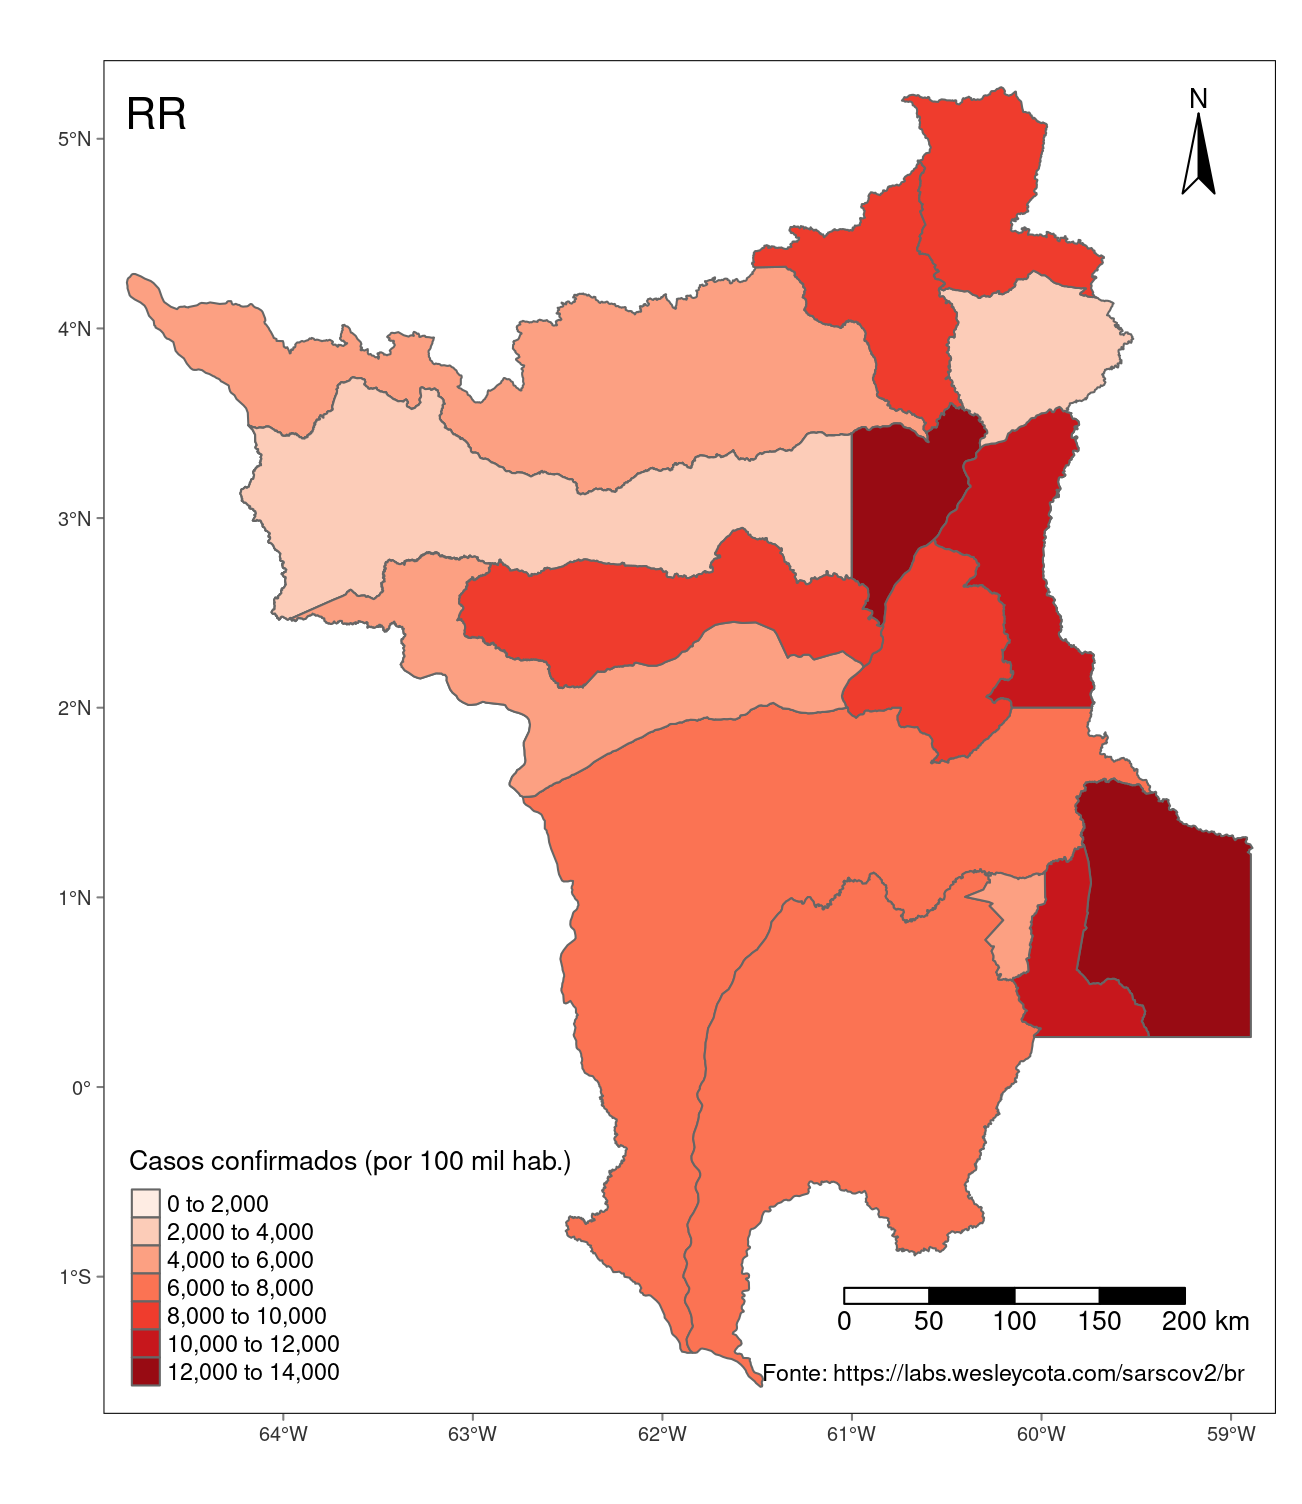 RR
N
5°N
4°N
3°N
2°N
1°N
0°
1°S
Casos confirmados (por 100 mil hab.)
0 to 2,000
2,000 to 4,000
4,000 to 6,000
6,000 to 8,000
8,000 to 10,000
10,000 to 12,000
12,000 to 14,000
0 50 100 150 200 km
Fonte: https://labs.wesleycota.com/sarscov2/br
64°W 63°W 62°W 61°W 60°W 59°W